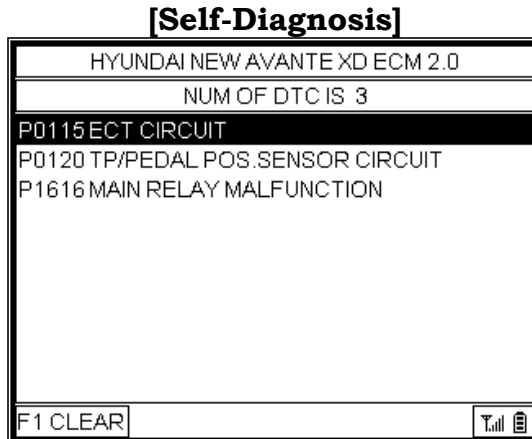 [Self-Diagnosis]
HYUNDAI NEW AVANTE XD ECM 2.0
NUM OF DTC IS 3
P0115 ECT CIRCUIT
P0120 TP/PEDAL POS.SENSOR CIRCUIT
P1616 MAIN RELAY MALFUNCTION
F1 CLEAR